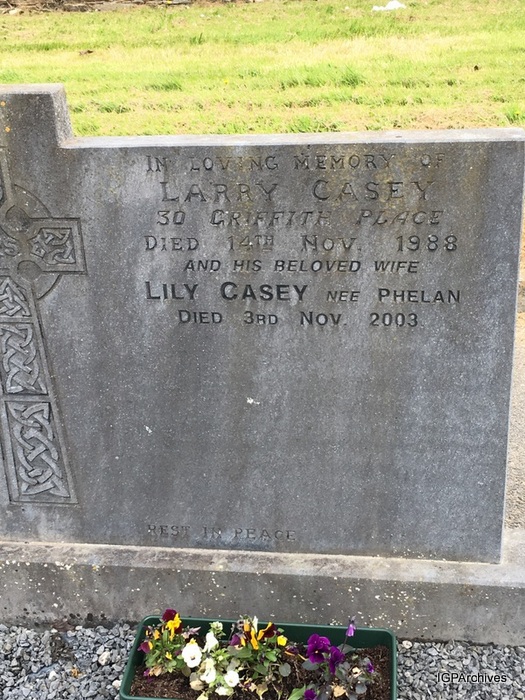 IN LOVING MEMORY OF
LARRY CASEY
30 GRIFFITH PLACE
DIED 14TH NOV. 1988
AND HIS BELOVED WIFE
LILY CASEY NEE PHELAN
DIED 3RD NOV. 2003
REST IN PEACE
IGPArchives